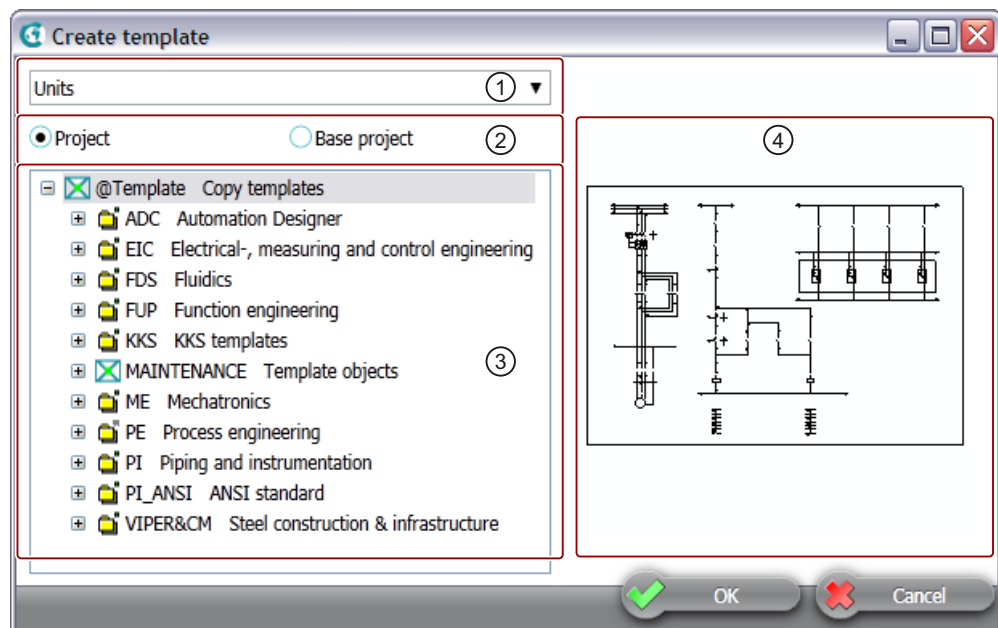 Create template
Units ①
Project Base project ②
@Template Copy templates
ADC Automation Designer
EIC Electrical-, measuring and control engineering
FDS Fluidics
FUP Function engineering
KKS KKS templates
MAINTENANCE Template objects
ME Mechatronics
PE Process engineering
PI Piping and instrumentation
PI_ANSI ANSI standard
VIPER&CM Steel construction & infrastructure
③
④
OK Cancel